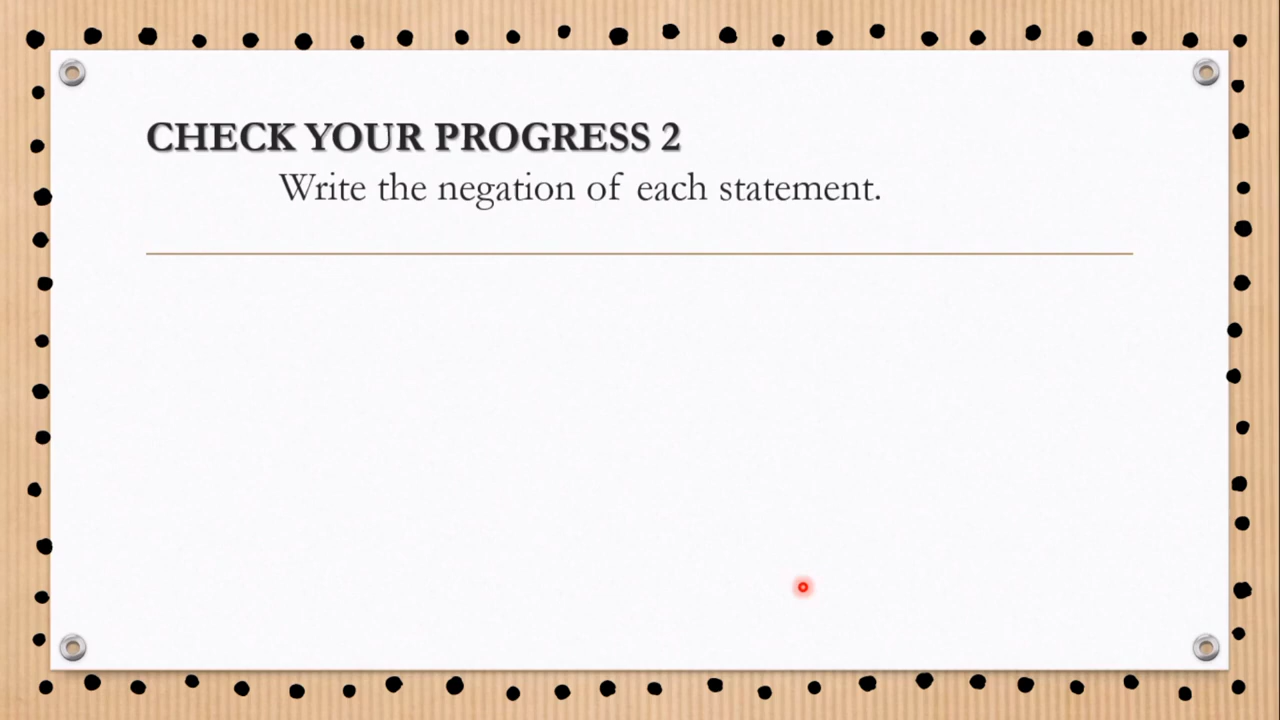 CHECK YOUR PROGRESS 2
Write the negation of each statement.